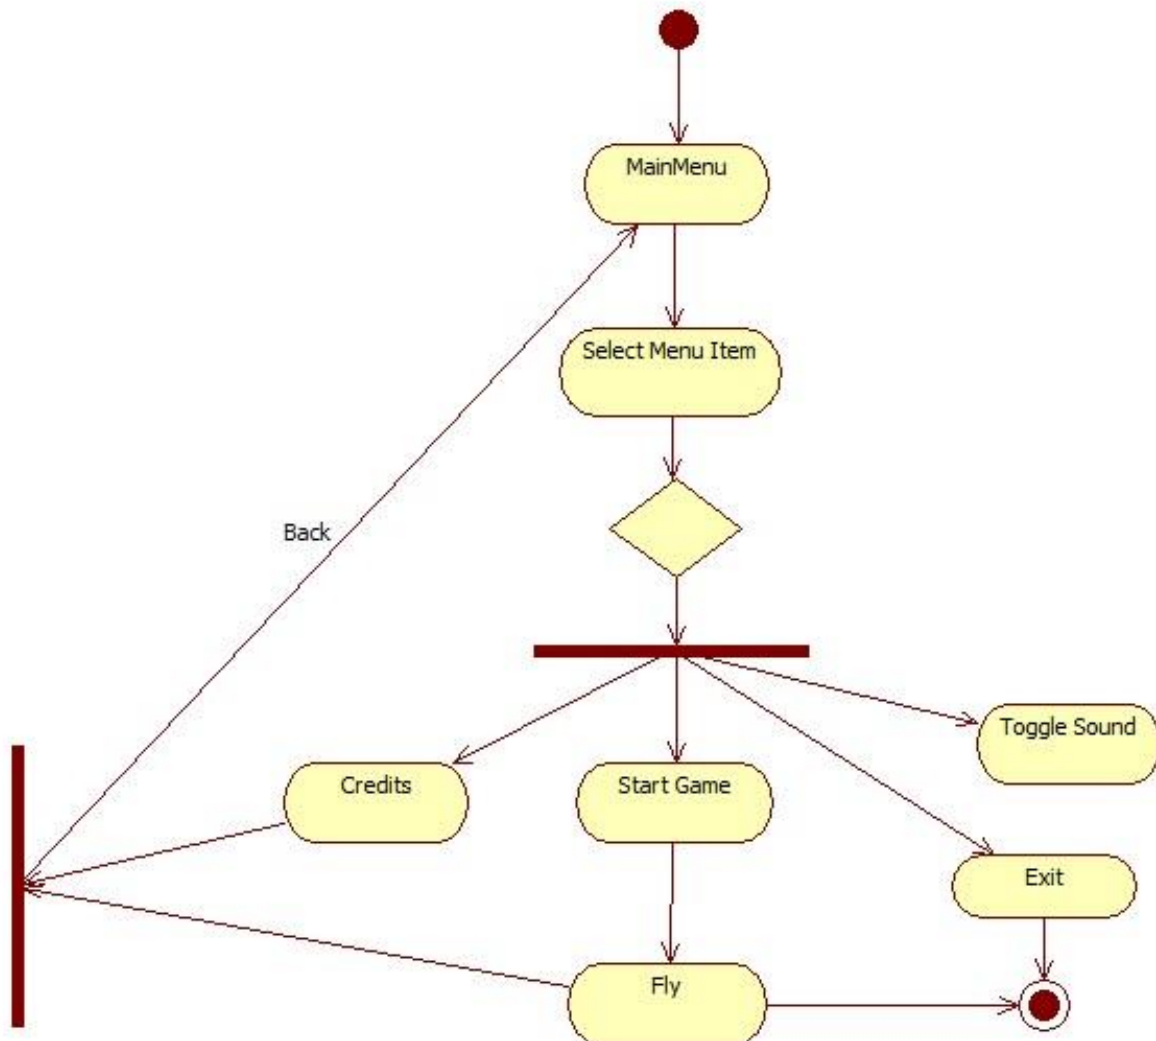 MainMenu
Select Menu Item
Back
Toggle Sound
Credits
Start Game
Exit
Fly